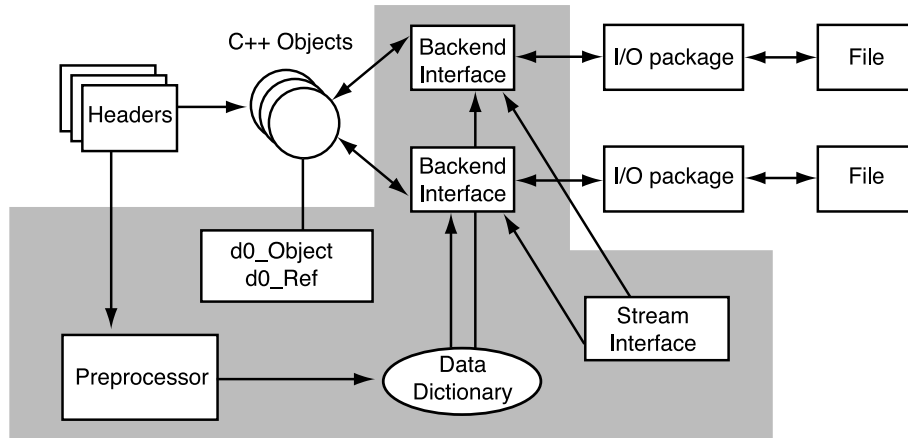 C++ Objects
Backend
Interface
I/O package
File
Headers
Backend
Interface
I/O package
File
d0_Object
d0_Ref
Stream
Interface
Preprocessor
Data
Dictionary